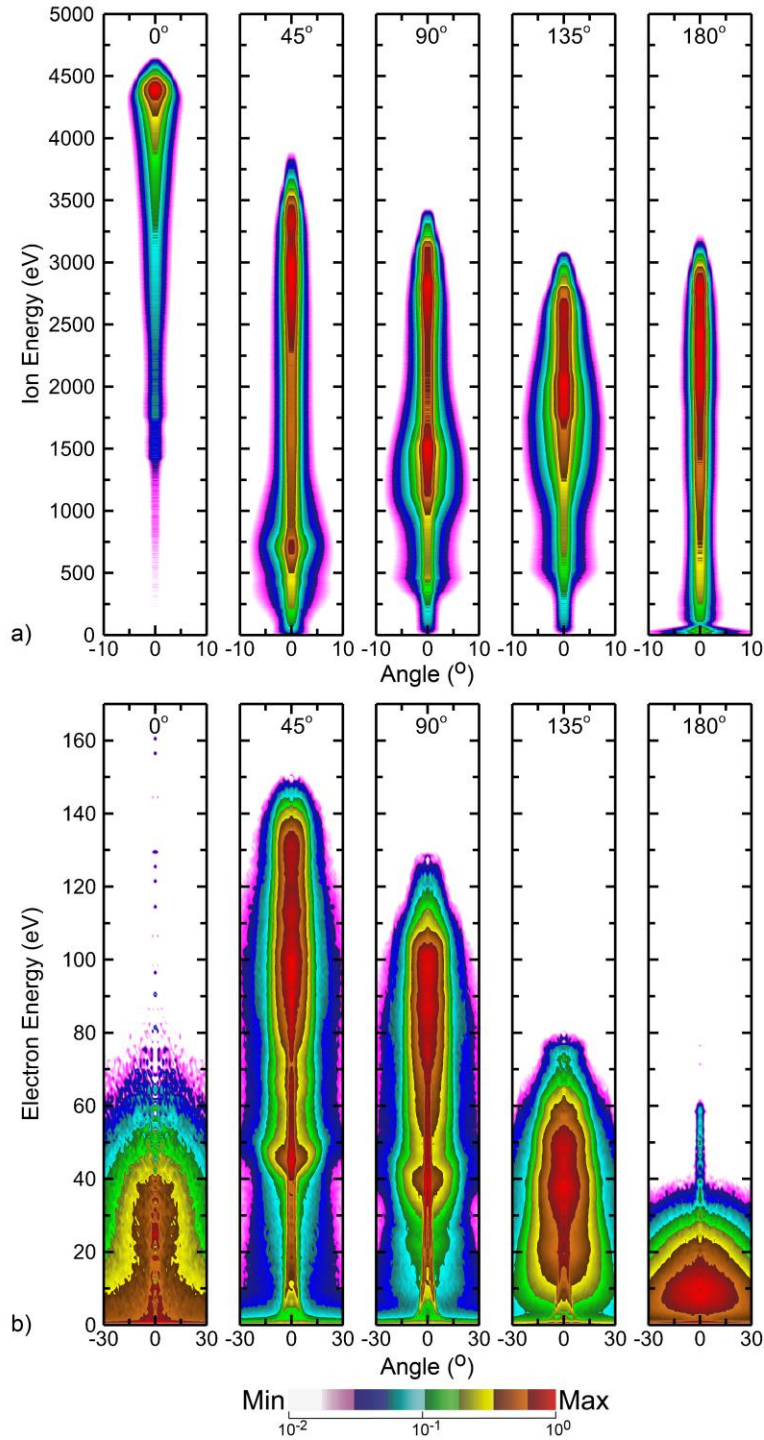 0° 45° 90° 135° 180°
5000
4500
4000
3500
3000
2500
2000
1500
1000
500
0
Ion Energy (eV)
a)
-10 0 10 -10 0 10 -10 0 10 -10 0 10 -10 0 10
Angle (°)
0° 45° 90° 135° 180°
160
140
120
100
80
60
40
20
0
Electron Energy (eV)
b)
-30 0 30 -30 0 30 -30 0 30 -30 0 30 -30 0 30
Angle (°)
Min Max
10⁻² 10⁻¹ 10⁰